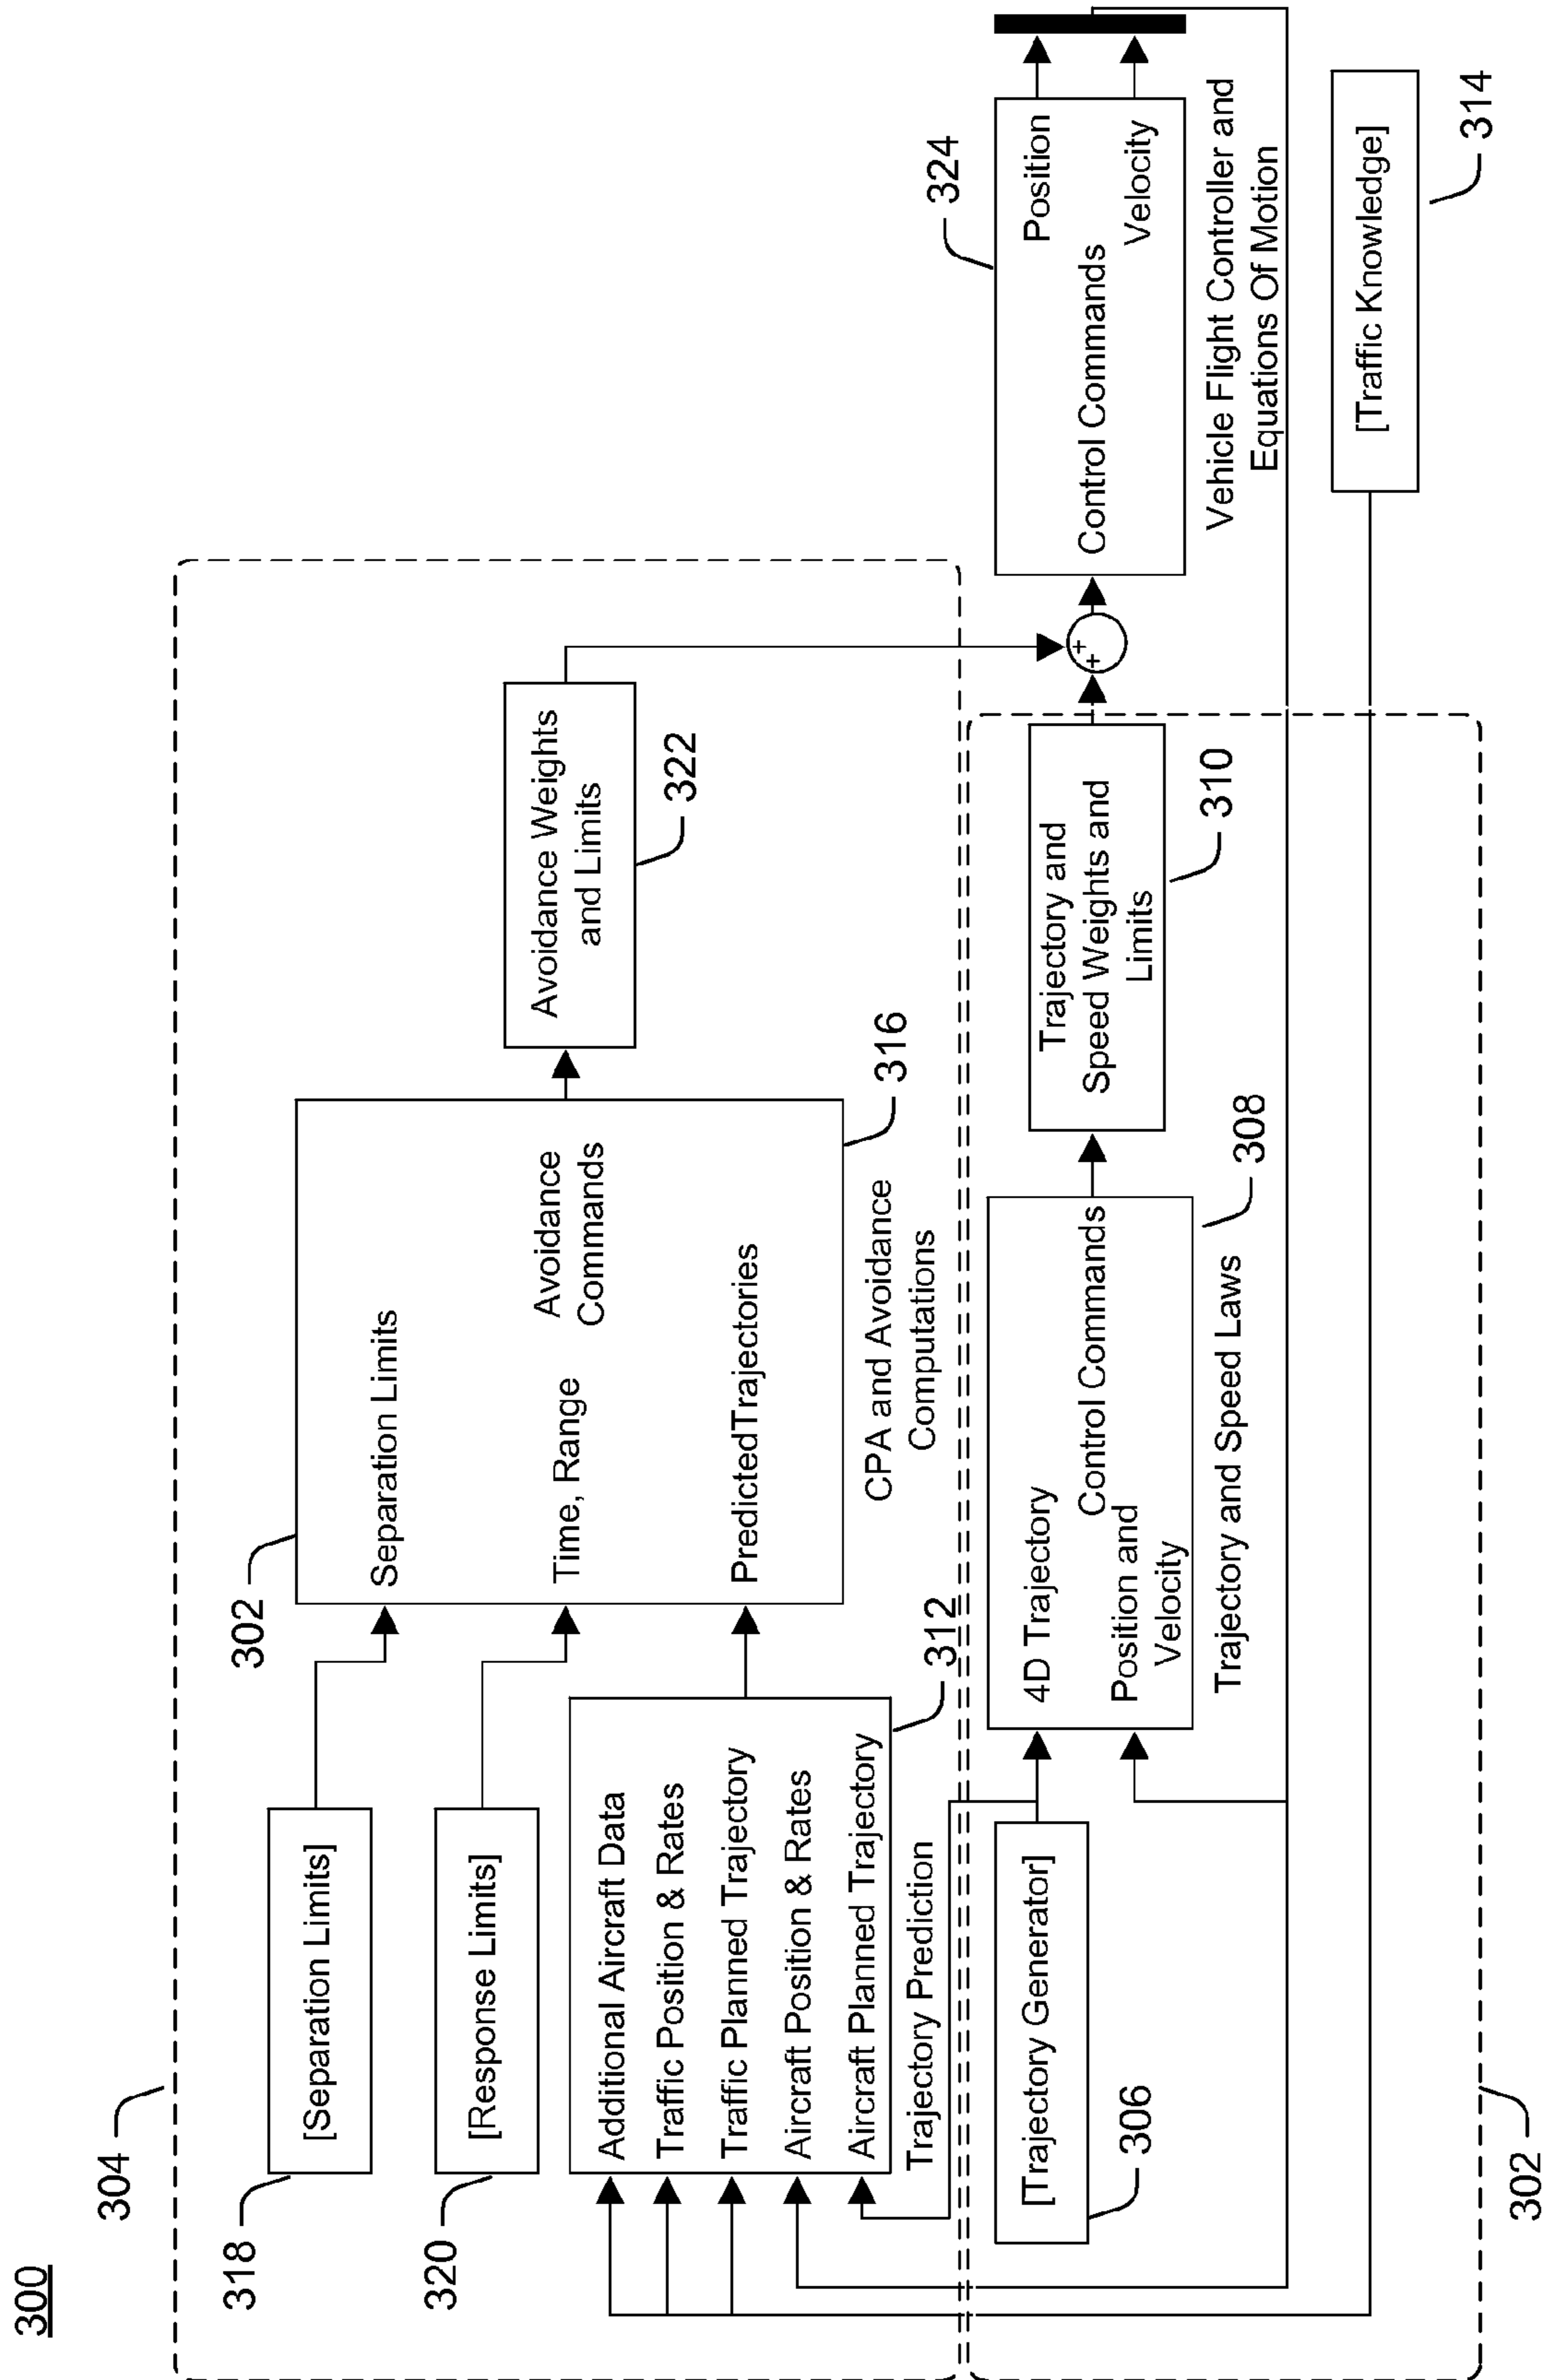 300
304
318
[Separation Limits]
320
[Response Limits]
Additional Aircraft Data
Traffic Position & Rates
Traffic Planned Trajectory
Aircraft Position & Rates
Aircraft Planned Trajectory
Trajectory Prediction
312
302
Separation Limits
Time, Range
Avoidance
Commands
PredictedTrajectories
CPA and Avoidance
Computations
316
Avoidance Weights
and Limits
322
[Trajectory Generator]
306
4D Trajectory
Control Commands
Position and
Velocity
Trajectory and Speed Laws
308
Trajectory and
Speed Weights and
Limits
310
+
+
324
Position
Control Commands
Velocity
Vehicle Flight Controller and
Equations Of Motion
[Traffic Knowledge]
314
302